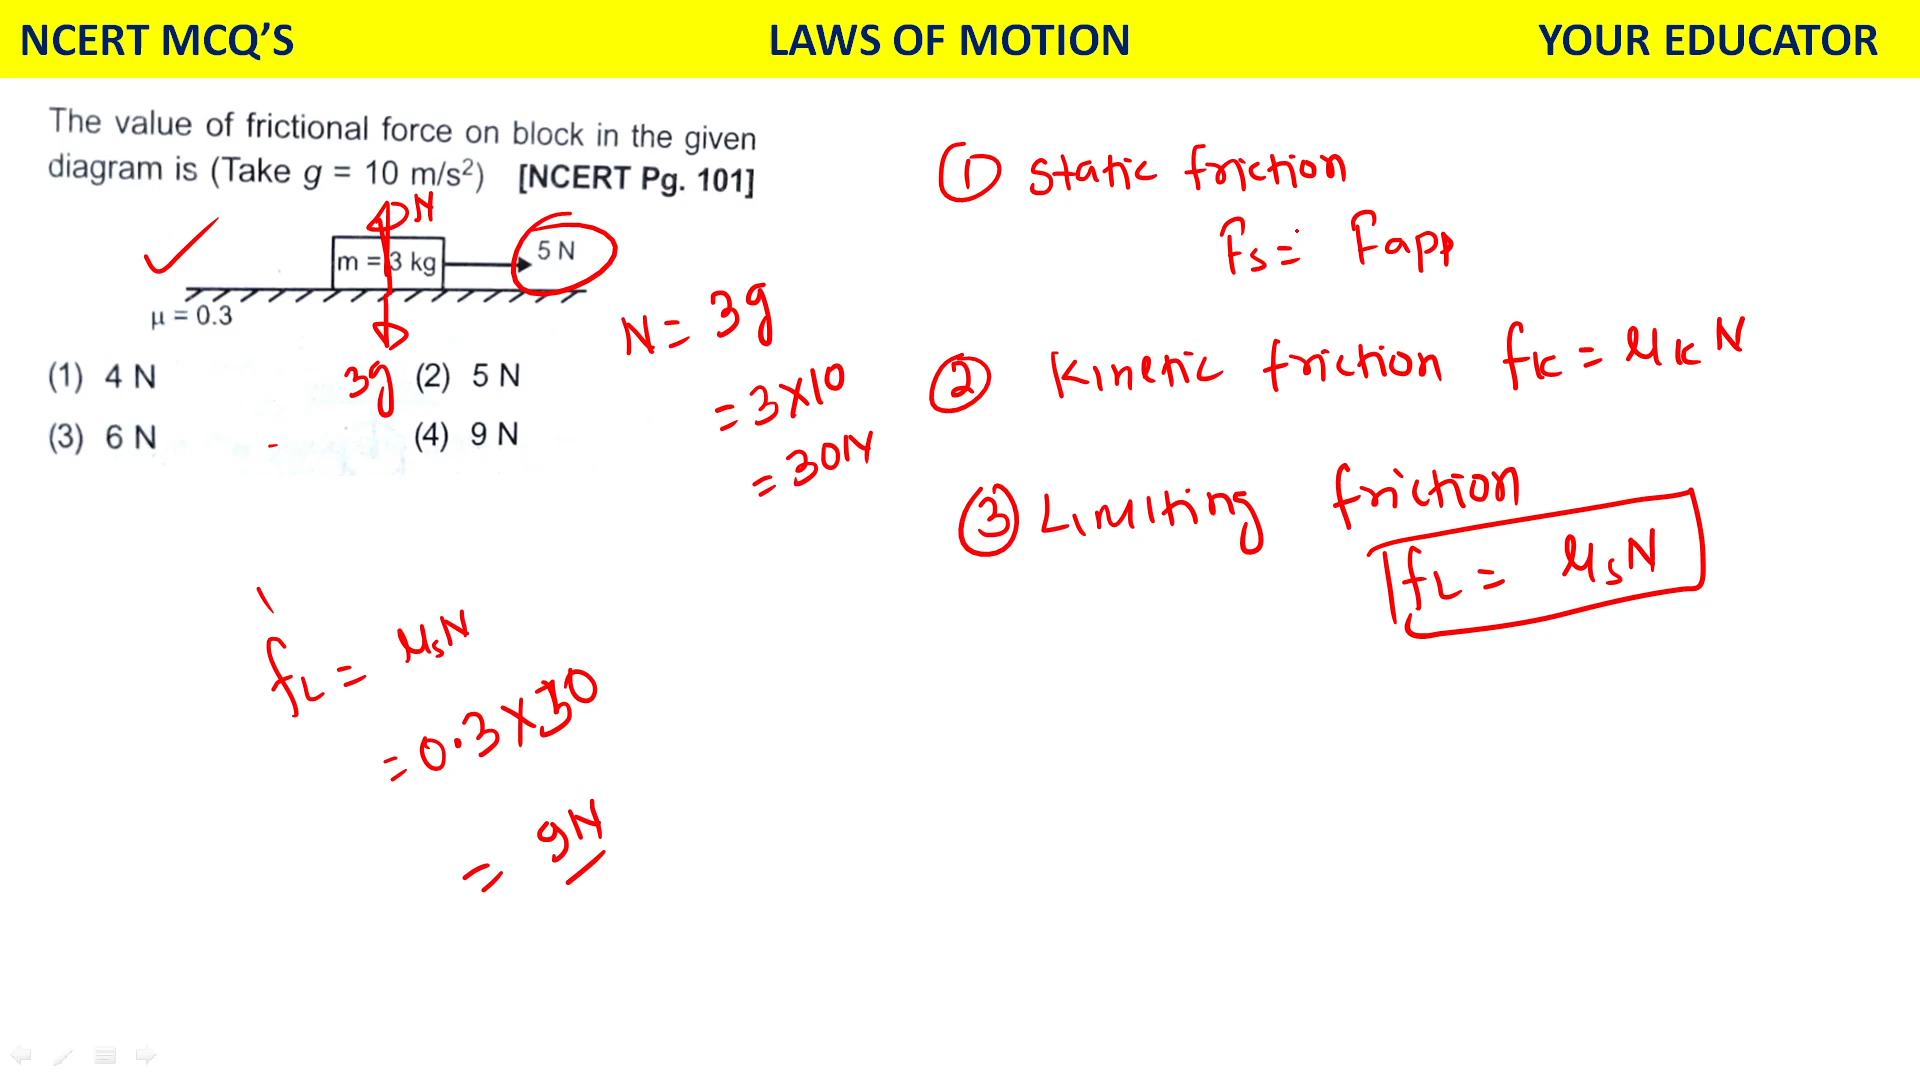 NCERT MCQ’S LAWS OF MOTION YOUR EDUCATOR
The value of frictional force on block in the given
diagram is (Take g = 10 m/s²) [NCERT Pg. 101]
N
m = 3 kg
5 N
μ = 0.3
3g
(1) 4 N (2) 5 N
(3) 6 N (4) 9 N
N = 3g
= 3×10
= 30N
fL = μsN
= 0.3×30
= 9N
① Static friction
Fs = Fapp
② Kinetic friction fK = μK N
③ Limiting friction
fL = μsN